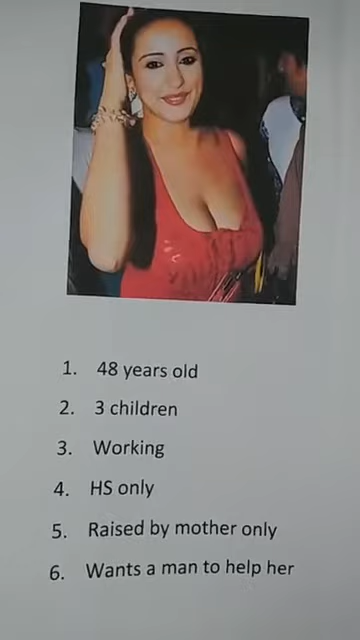 1. 48 years old
2. 3 children
3. Working
4. HS only
5. Raised by mother only
6. Wants a man to help her